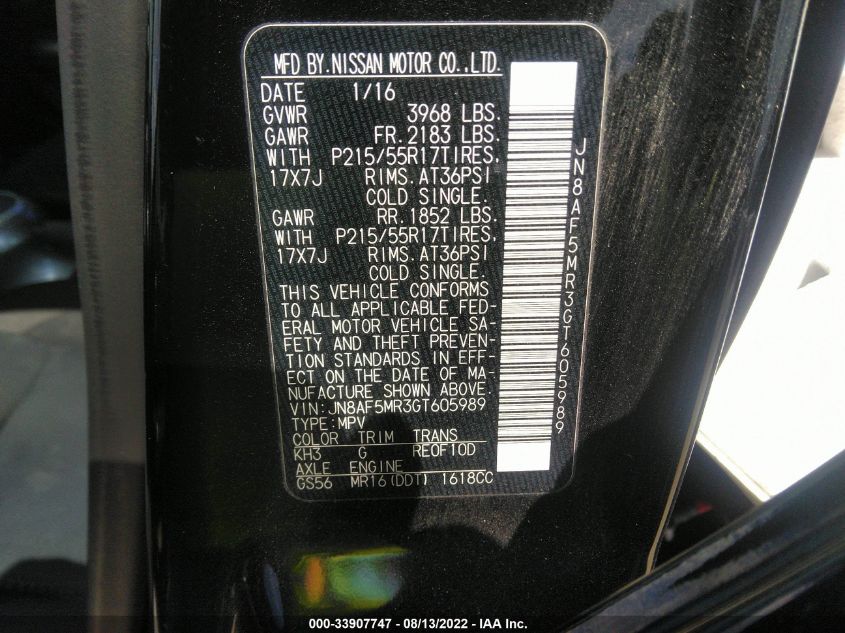 MFD BY.NISSAN MOTOR CO.,LTD.
DATE 1/16
GVWR 3968 LBS.
GAWR FR.2183 LBS.
WITH P215/55R17TIRES,
17X7J RIMS.AT36PSI
COLD SINGLE.
GAWR RR.1852 LBS.
WITH P215/55R17TIRES,
17X7J RIMS.AT36PSI
COLD SINGLE.
THIS VEHICLE CONFORMS
TO ALL APPLICABLE FED-
ERAL MOTOR VEHICLE SA-
FETY AND THEFT PREVEN-
TION STANDARDS IN EFF-
ECT ON THE DATE OF MA-
NUFACTURE SHOWN ABOVE.
VIN:JN8AF5MR3GT605989
TYPE:MPV
COLOR TRIM TRANS
KH3 G RE0F10D
AXLE ENGINE
GS56 MR16(DDT) 1618CC
JN8AF5MR3GT605989
000-33907747 - 08/13/2022 - IAA Inc.